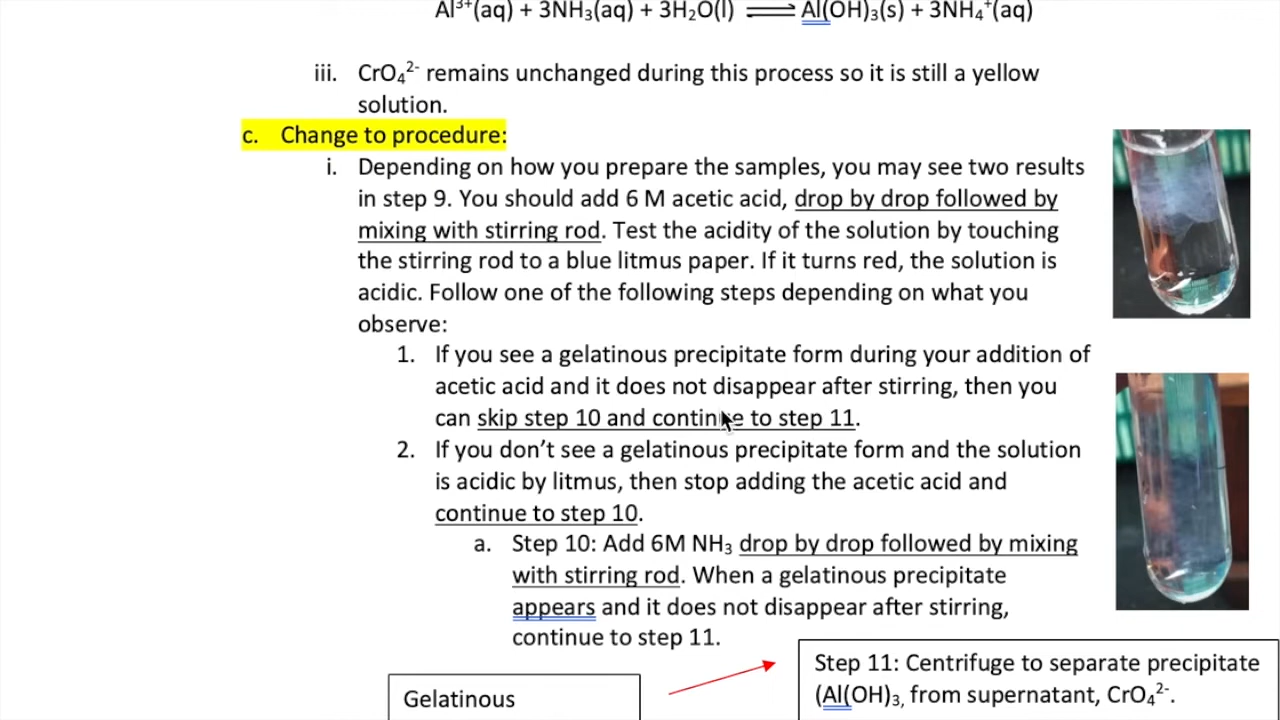 Al³⁺(aq) + 3NH₃(aq) + 3H₂O(l) ⇌ Al(OH)₃(s) + 3NH₄⁺(aq)
iii. CrO₄²⁻ remains unchanged during this process so it is still a yellow
solution.
c. Change to procedure:
i. Depending on how you prepare the samples, you may see two results
in step 9. You should add 6 M acetic acid, drop by drop followed by
mixing with stirring rod. Test the acidity of the solution by touching
the stirring rod to a blue litmus paper. If it turns red, the solution is
acidic. Follow one of the following steps depending on what you
observe:
1. If you see a gelatinous precipitate form during your addition of
acetic acid and it does not disappear after stirring, then you
can skip step 10 and continue to step 11.
2. If you don’t see a gelatinous precipitate form and the solution
is acidic by litmus, then stop adding the acetic acid and
continue to step 10.
a. Step 10: Add 6M NH₃ drop by drop followed by mixing
with stirring rod. When a gelatinous precipitate
appears and it does not disappear after stirring,
continue to step 11.
Gelatinous
Step 11: Centrifuge to separate precipitate
(Al(OH)₃, from supernatant, CrO₄²⁻.